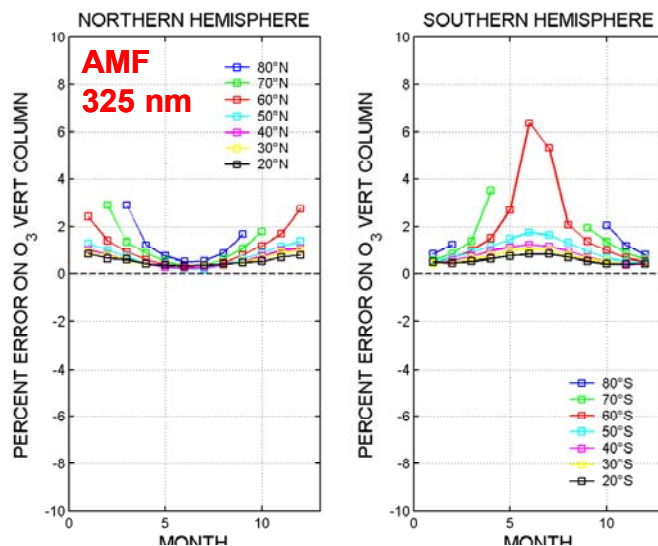 NORTHERN HEMISPHERE
PERCENT ERROR ON O3 VERT COLUMN
10
8
6
4
2
0
-2
-4
-6
-8
-10
AMF
325 nm
80°N
70°N
60°N
50°N
40°N
30°N
20°N
0
5
10
MONTH
SOUTHERN HEMISPHERE
PERCENT ERROR ON O3 VERT COLUMN
10
8
6
4
2
0
-2
-4
-6
-8
-10
80°S
70°S
60°S
50°S
40°S
30°S
20°S
0
5
10
MONTH